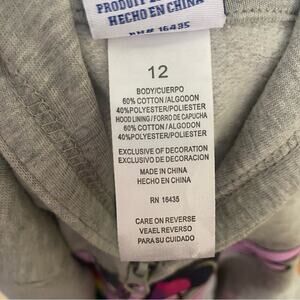 PRODUIT
HECHO EN CHINA
RN# 16435
12
BODY/CUERPO
60% COTTON/ALGODON
40%POLYESTER/POLIESTER
HOOD LINING/FORRO DE CAPUCHA
60% COTTON/ALGODON
40%POLYESTER/POLIESTER
EXCLUSIVE OF DECORATION
EXCLUSIVO DE DECORACION
MADE IN CHINA
HECHO EN CHINA
RN 16435
CARE ON REVERSE
VEAEL REVERSO
PARA SU CUIDADO